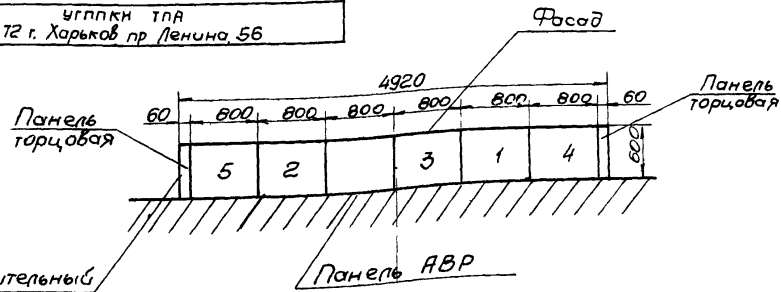 УГППКИ ТПА
72 г. Харьков пр Ленина, 56
Фасад
4920
60 800 800 800 800 800 800 60
Панель
торцовая
Панель
торцовая
5 2 3 1 4
600
Панель АВР
ительный